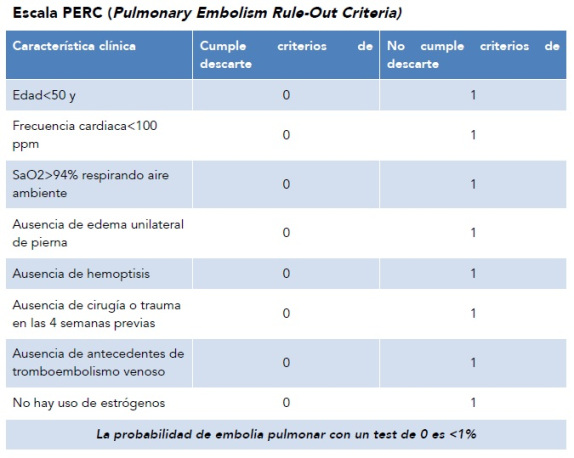 Escala PERC (Pulmonary Embolism Rule-Out Criteria)
Característica clínica Cumple criterios de No cumple criterios de
descarte descarte
Edad<50 y 0 1
Frecuencia cardiaca<100
ppm 0 1
SaO2>94% respirando aire
ambiente 0 1
Ausencia de edema unilateral
de pierna 0 1
Ausencia de hemoptisis 0 1
Ausencia de cirugía o trauma
en las 4 semanas previas 0 1
Ausencia de antecedentes de
tromboembolismo venoso 0 1
No hay uso de estrógenos 0 1
La probabilidad de embolia pulmonar con un test de 0 es <1%